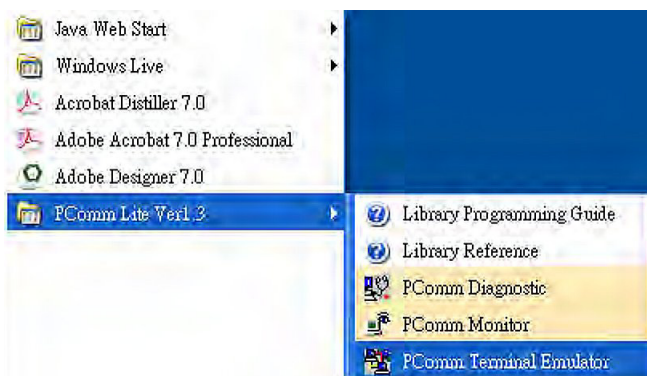 Java Web Start
Windows Live
Acrobat Distiller 7.0
Adobe Acrobat 7.0 Professional
Adobe Designer 7.0
PComm Lite Ver1.3
Library Programming Guide
Library Reference
PComm Diagnostic
PComm Monitor
PComm Terminal Emulator